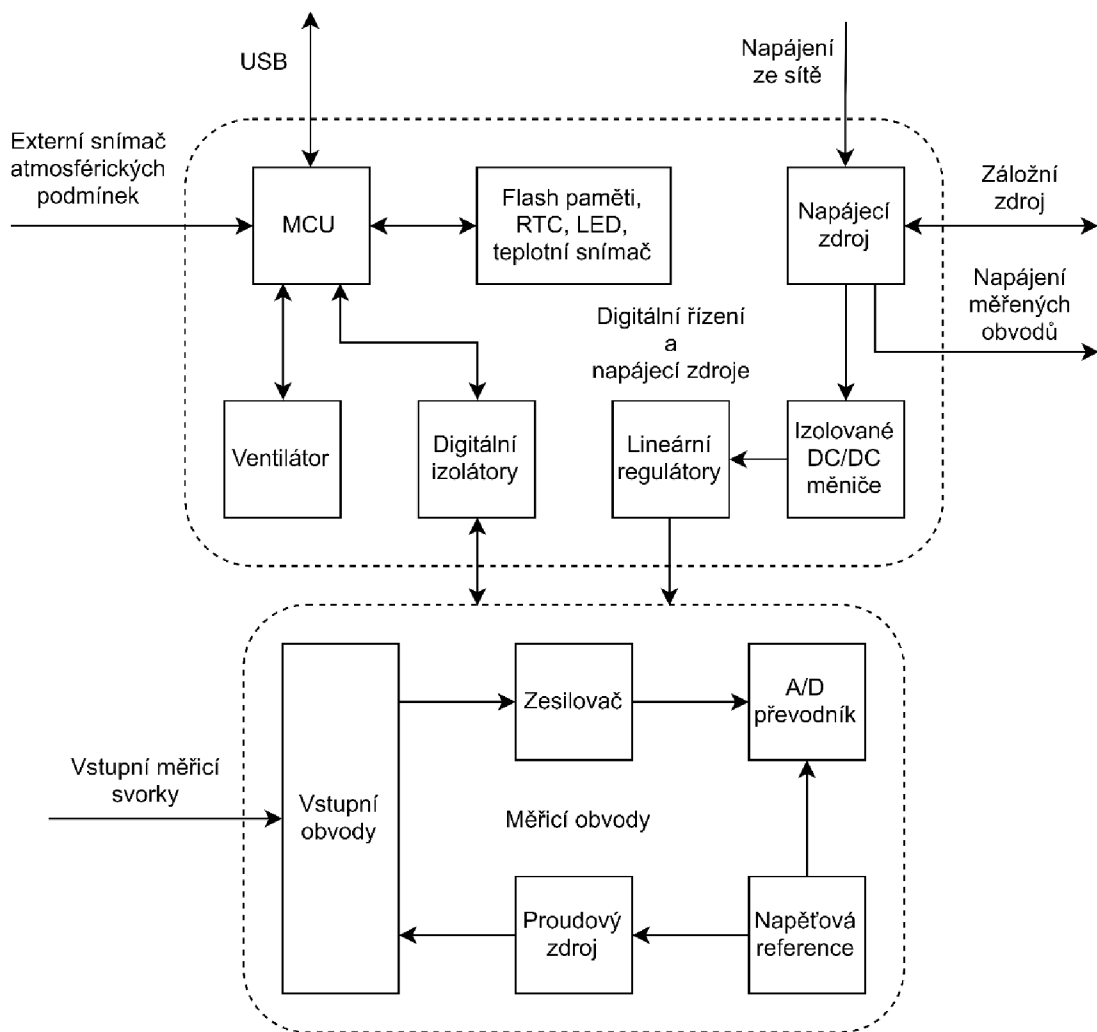 USB
Napájení
ze sítě
Externí snímač
atmosférických
podmínek
MCU
Flash paměti,
RTC, LED,
teplotní snímač
Napájecí
zdroj
Záložní
zdroj
Napájení
měřených
obvodů
Digitální řízení
a
napájecí zdroje
Ventilátor
Digitální
izolátory
Lineární
regulátory
Izolované
DC/DC
měniče
Vstupní měřicí
svorky
Vstupní
obvody
Zesilovač
A/D
převodník
Měřicí obvody
Proudový
zdroj
Napěťová
reference